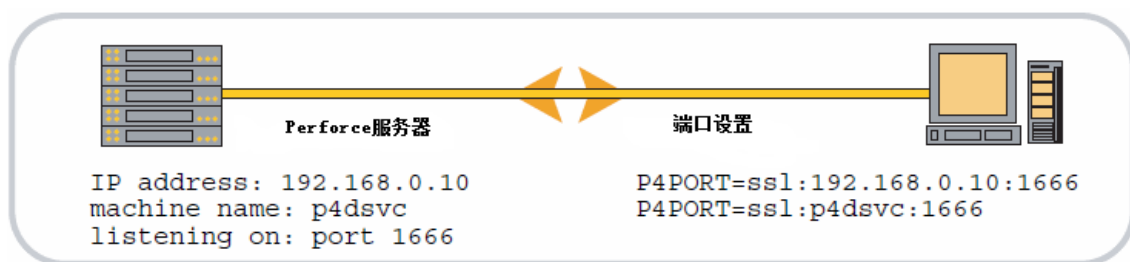 Perforce服务器
端口设置
IP address: 192.168.0.10
machine name: p4dsvc
listening on: port 1666
P4PORT=ssl:192.168.0.10:1666
P4PORT=ssl:p4dsvc:1666